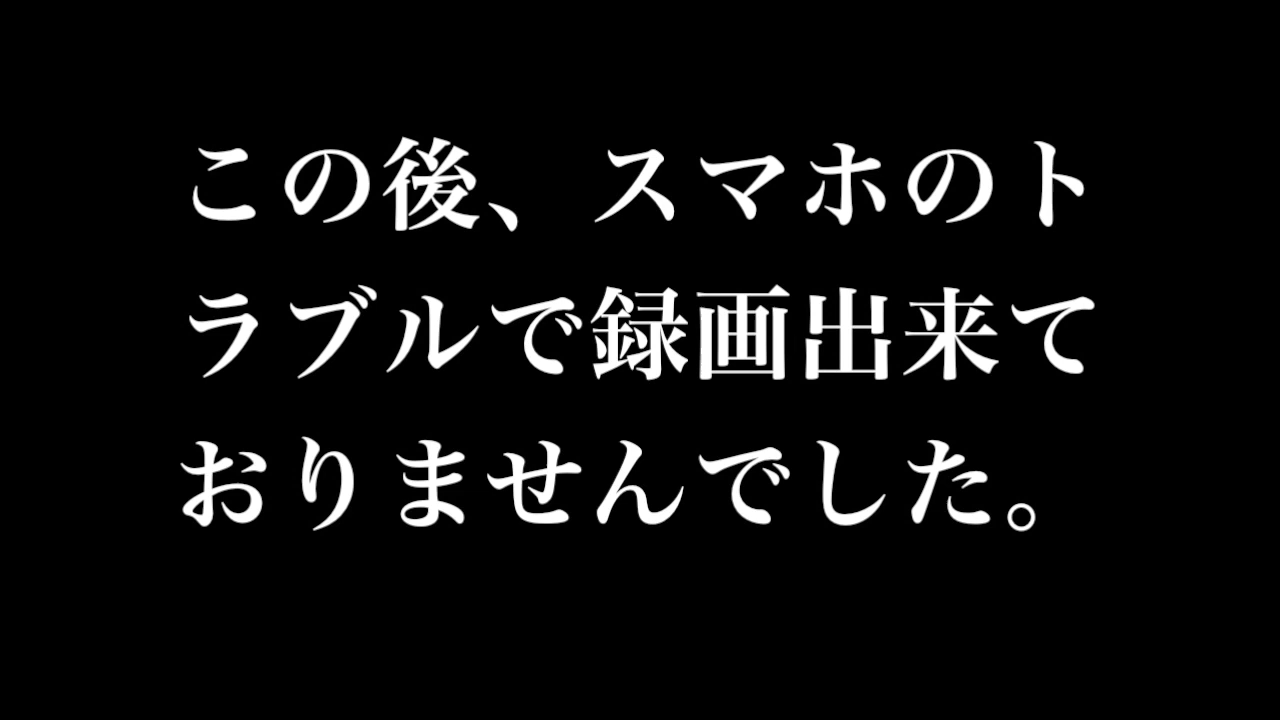 この後、スマホのト
ラブルで録画出来て
おりませんでした。